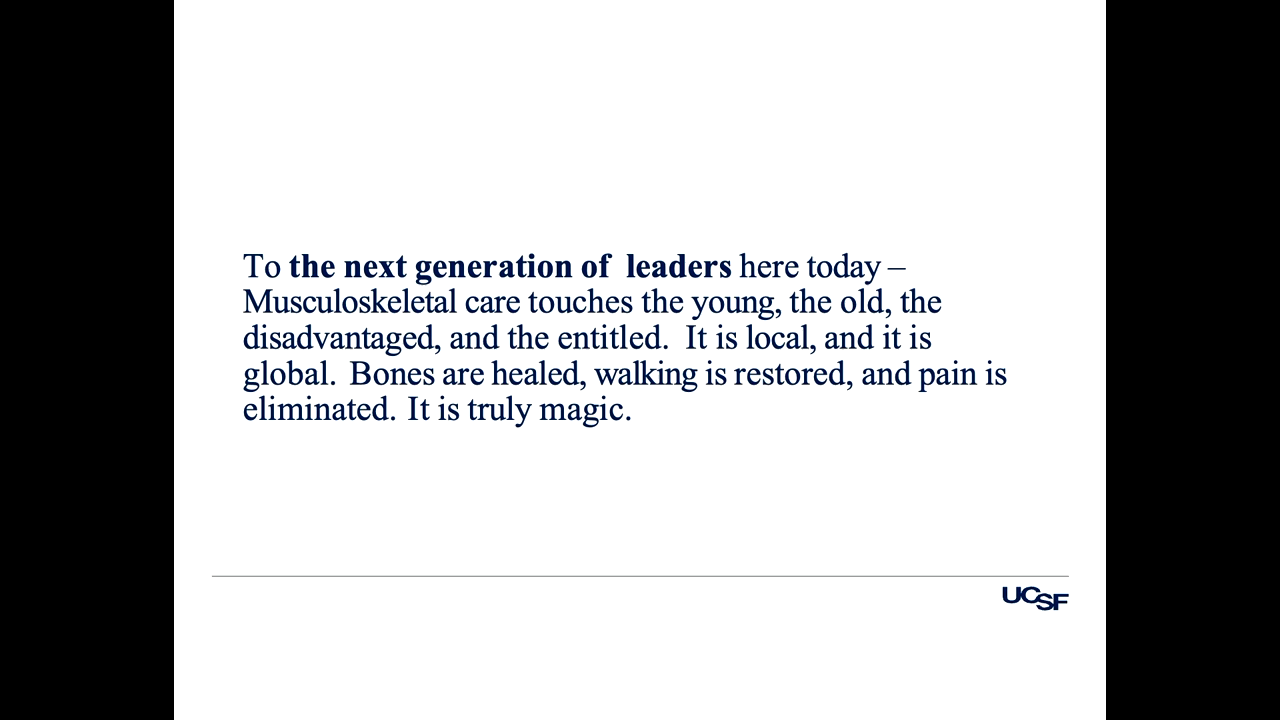 To the next generation of  leaders here today –
Musculoskeletal care touches the young, the old, the
disadvantaged, and the entitled.  It is local, and it is
global.  Bones are healed, walking is restored, and pain is
eliminated.  It is truly magic.
UCSF